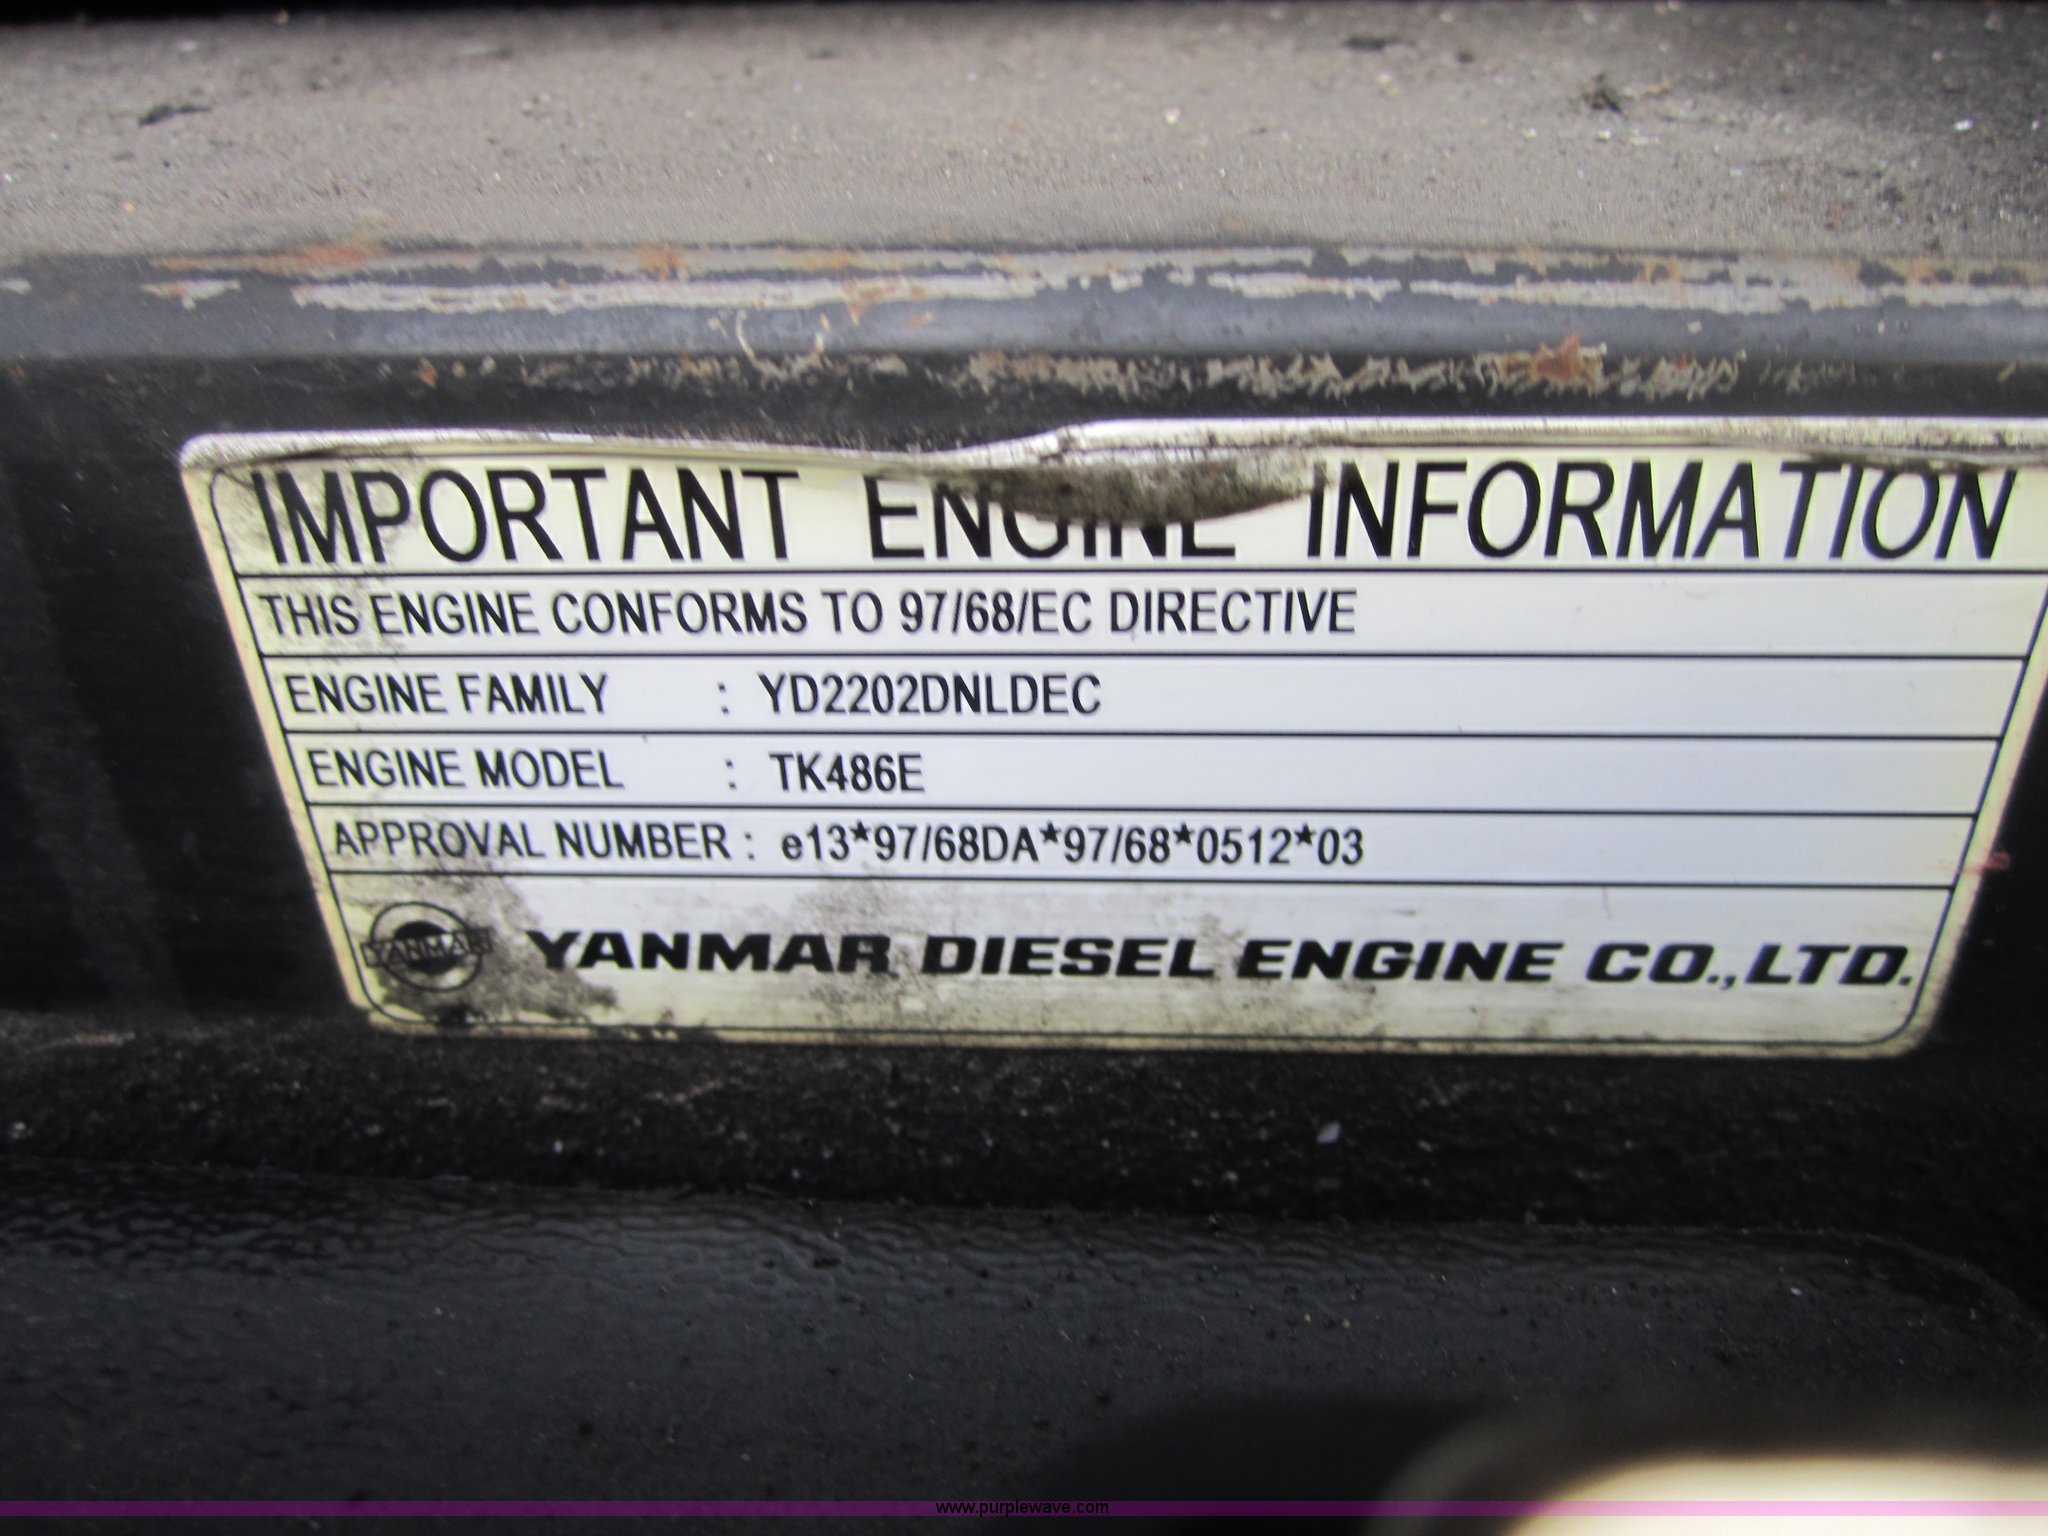 IMPORTANT ENGINE INFORMATION
THIS ENGINE CONFORMS TO 97/68/EC DIRECTIVE
ENGINE FAMILY : YD2202DNLDEC
ENGINE MODEL : TK486E
APPROVAL NUMBER : e13*97/68DA*97/68*0512*03
YANMAR YANMAR DIESEL ENGINE CO.,LTD.
www.purplewave.com